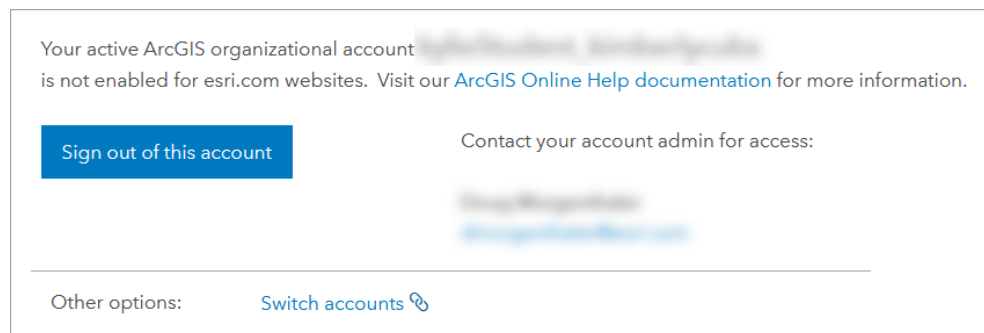 Your active ArcGIS organizational account
is not enabled for esri.com websites. Visit our ArcGIS Online Help documentation for more information.
Sign out of this account
Contact your account admin for access:
Other options:
Switch accounts